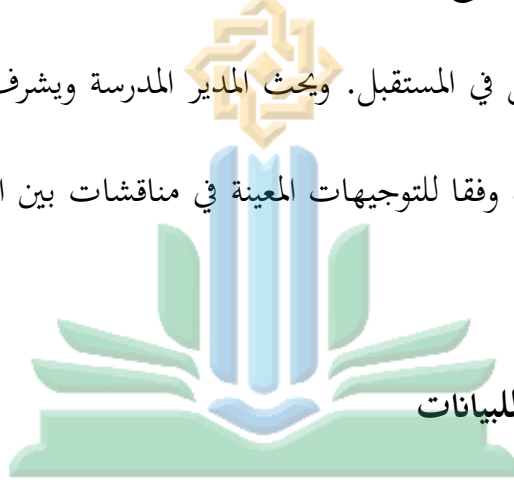 في المستقبل. ويحث المدير المدرسة ويشرف
وفقا للتوجيهات المعينة في مناقشات بين
للبيانات